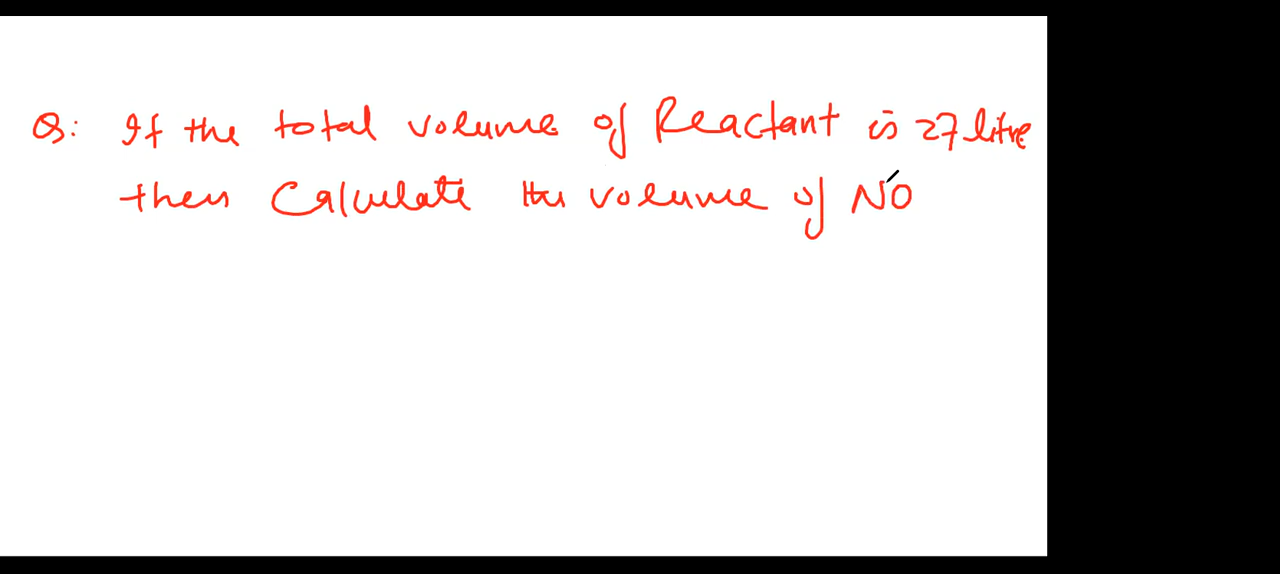 Q: If the total volume of Reactant is 27 litre
then Calculate the volume of NO